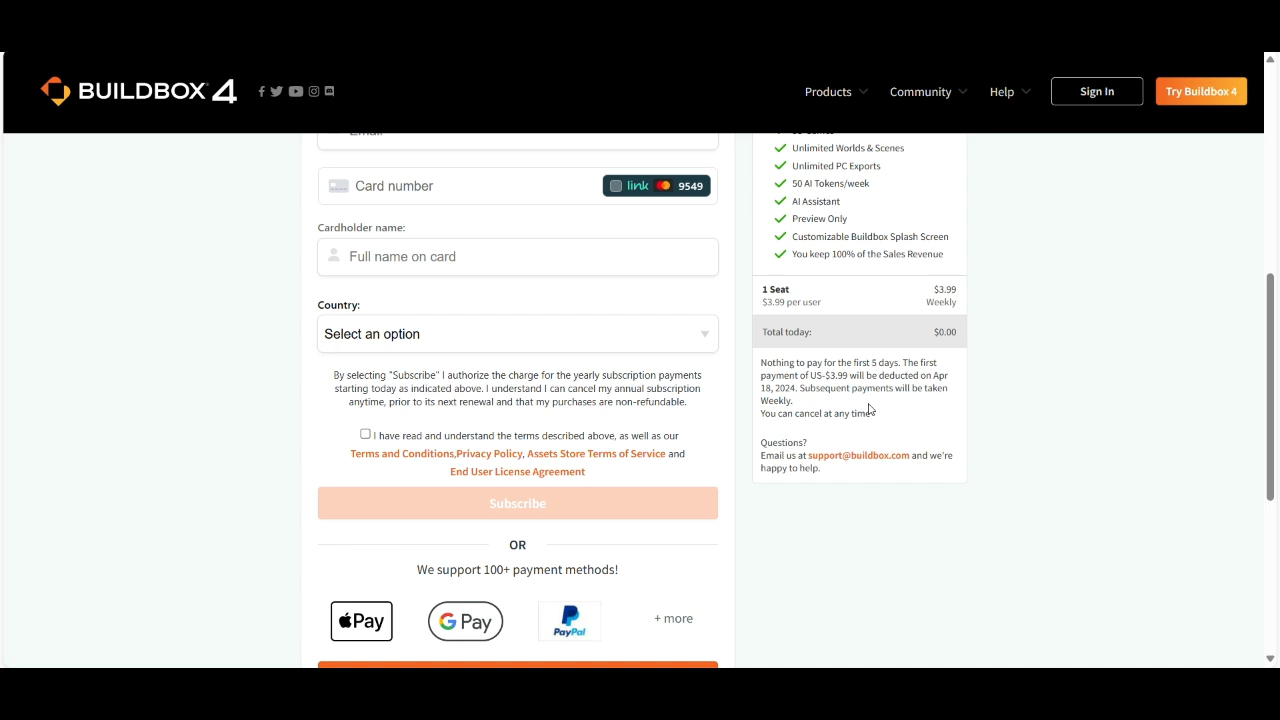 BUILDBOX 4
Products
Community
Help
Sign In
Try Buildbox 4
Email
Card number
link
9549
Cardholder name:
Full name on card
Country:
Select an option
By selecting "Subscribe" I authorize the charge for the yearly subscription payments
starting today as indicated above. I understand I can cancel my annual subscription
anytime, prior to its next renewal and that my purchases are non-refundable.
I have read and understand the terms described above, as well as our
Terms and Conditions,Privacy Policy, Assets Store Terms of Service and
End User License Agreement
Subscribe
OR
We support 100+ payment methods!
Pay
G Pay
PayPal
+ more
Unlimited Worlds & Scenes
Unlimited PC Exports
50 AI Tokens/week
AI Assistant
Preview Only
Customizable Buildbox Splash Screen
You keep 100% of the Sales Revenue
1 Seat $3.99
$3.99 per user Weekly
Total today: $0.00
Nothing to pay for the first 5 days. The first
payment of US-$3.99 will be deducted on Apr
18, 2024. Subsequent payments will be taken
Weekly.
You can cancel at any time
Questions?
Email us at support@buildbox.com and we're
happy to help.